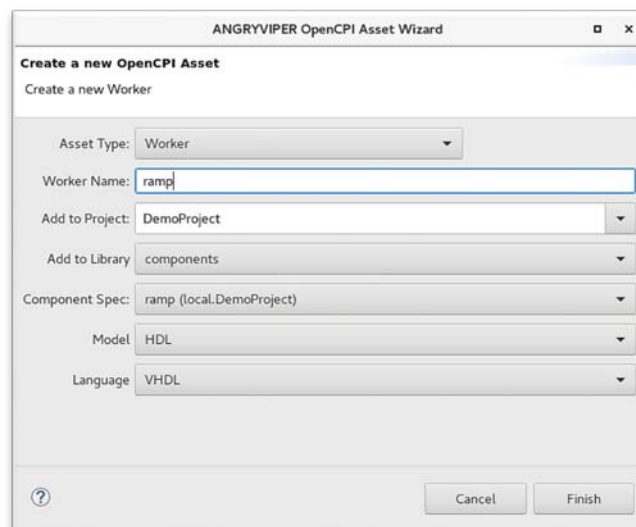 ANGRYVIPER OpenCPI Asset Wizard
Create a new OpenCPI Asset
Create a new Worker
Asset Type: Worker
Worker Name: ramp
Add to Project: DemoProject
Add to Library components
Component Spec: ramp (local.DemoProject)
Model HDL
Language VHDL
Cancel Finish